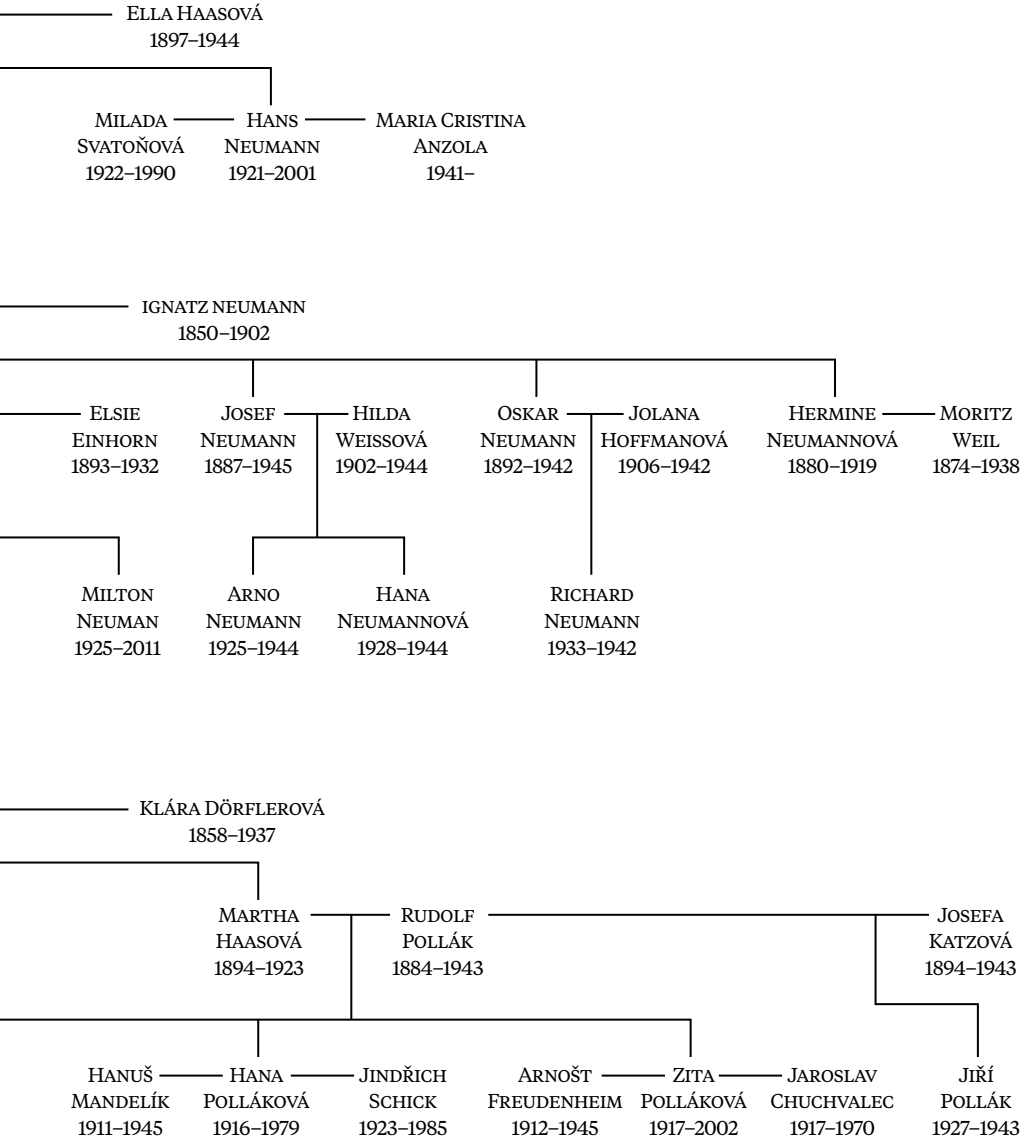 Ella Haasová
1897–1944
Milada Hans Maria Cristina
Svatoňová Neumann Anzola
1922–1990 1921–2001 1941–
Ignatz Neumann
1850–1902
Elsie Josef Hilda Oskar Jolana Hermine Moritz
Einhorn Neumann Weissová Neumann Hoffmanová Neumannová Weil
1893–1932 1887–1945 1902–1944 1892–1942 1906–1942 1880–1919 1874–1938
Milton Arno Hana Richard
Neuman Neumann Neumannová Neumann
1925–2011 1925–1944 1928–1944 1933–1942
Klára Dörflerová
1858–1937
Martha Rudolf Josefa
Haasová Pollák Katzová
1894–1923 1884–1943 1894–1943
Hanuš Hana Jindřich Arnošt Zita Jaroslav Jiří
Mandelík Polláková Schick Freudenheim Polláková Chuchvalec Pollák
1911–1945 1916–1979 1923–1985 1912–1945 1917–2002 1917–1970 1927–1943